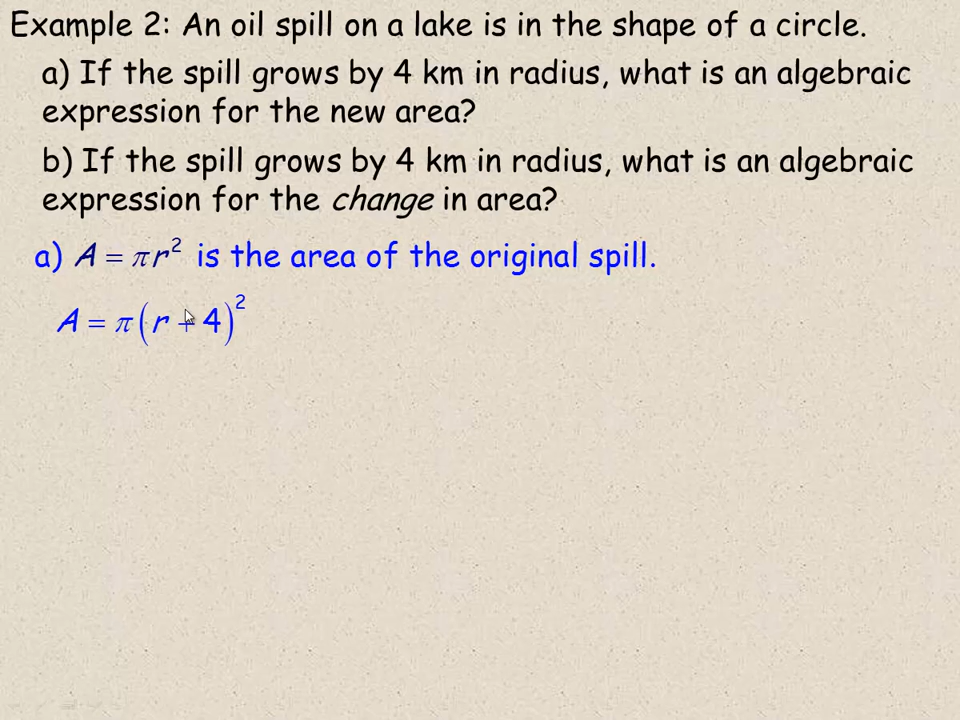 Example 2: An oil spill on a lake is in the shape of a circle.
a) If the spill grows by 4 km in radius, what is an algebraic
expression for the new area?
b) If the spill grows by 4 km in radius, what is an algebraic
expression for the change in area?
a) A = πr² is the area of the original spill.
A = π(r + 4)²